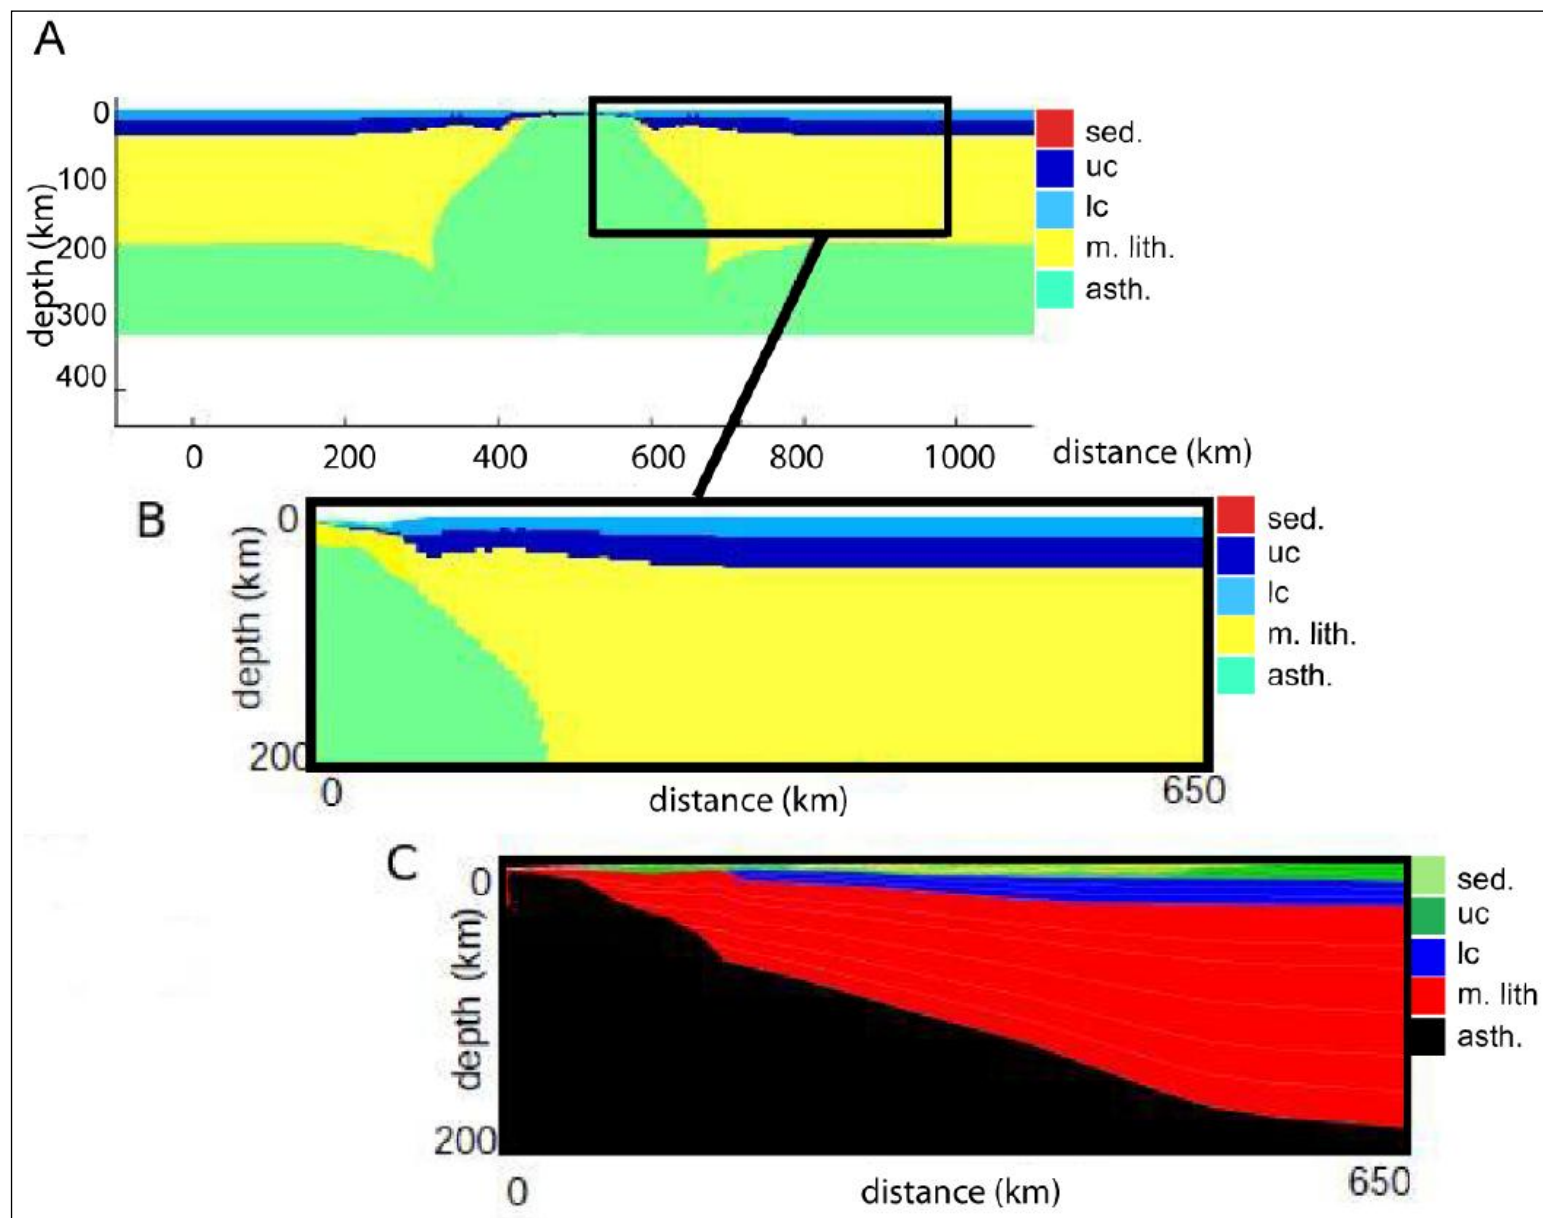 A
0
100
200
300
400
depth (km)
sed.
uc
lc
m. lith.
asth.
0 200 400 600 800 1000 distance (km)
B
0
200
depth (km)
sed.
uc
lc
m. lith.
asth.
0 distance (km) 650
C
0
200
depth (km)
sed.
uc
lc
m. lith
asth.
0 distance (km) 650